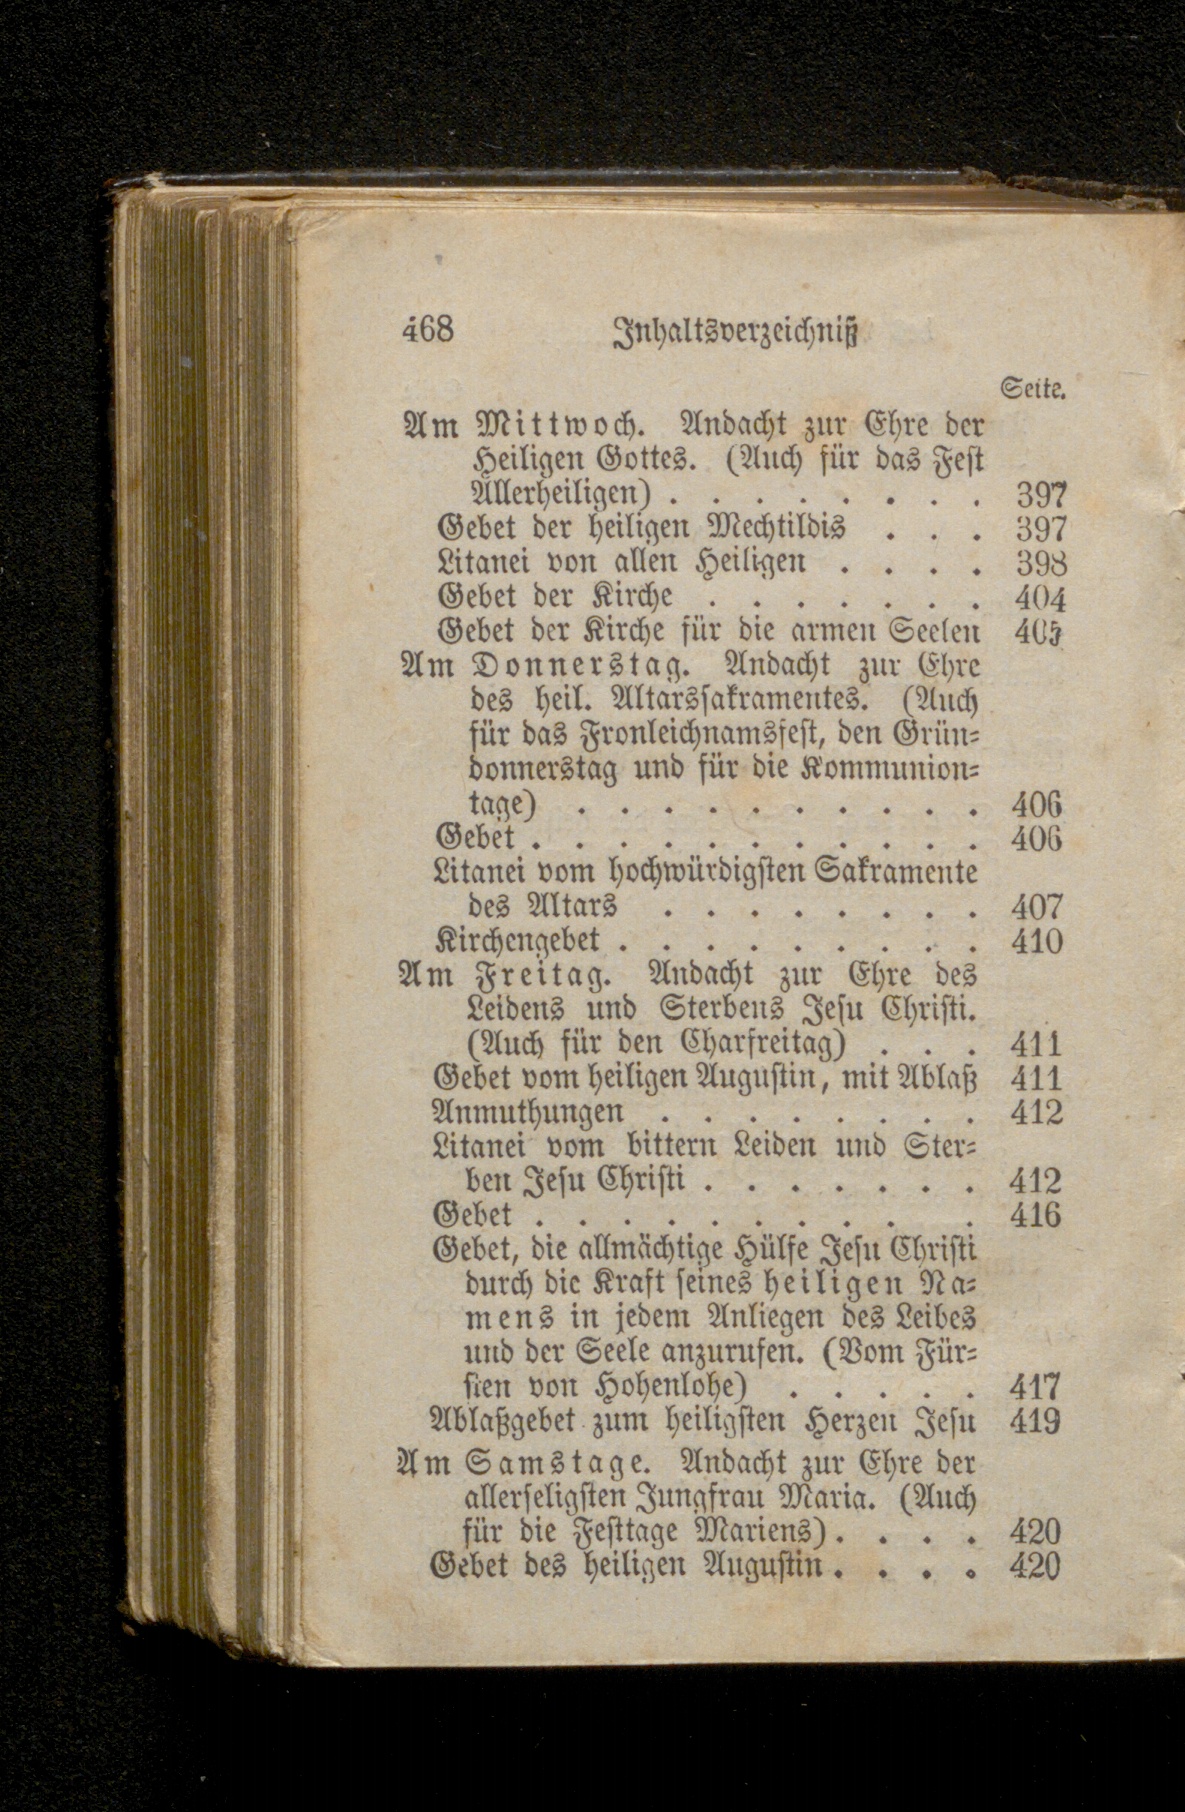 468 Inhaltsverzeichniß
Seite.
Am Mittwoch. Andacht zur Ehre der
Heiligen Gottes. (Auch für das Fest
Allerheiligen) . . . . . . . . 397
Gebet der heiligen Mechtildis . . . 397
Litanei von allen Heiligen . . . . 398
Gebet der Kirche . . . . . . . 404
Gebet der Kirche für die armen Seelen 405
Am Donnerstag. Andacht zur Ehre
des heil. Altarssakramentes. (Auch
für das Fronleichnamsfest, den Grün-
donnerstag und für die Kommunion-
tage) . . . . . . . . . . 406
Gebet . . . . . . . . . . . 406
Litanei vom hochwürdigsten Sakramente
des Altars . . . . . . . . 407
Kirchengebet . . . . . . . . . 410
Am Freitag. Andacht zur Ehre des
Leidens und Sterbens Jesu Christi.
(Auch für den Charfreitag) . . . 411
Gebet vom heiligen Augustin, mit Ablaß 411
Anmuthungen . . . . . . . . 412
Litanei vom bittern Leiden und Ster-
ben Jesu Christi . . . . . . . 412
Gebet . . . . . . . . . . . 416
Gebet, die allmächtige Hülfe Jesu Christi
durch die Kraft seines heiligen Na-
mens in jedem Anliegen des Leibes
und der Seele anzurufen. (Vom Für-
sten von Hohenlohe) . . . . . 417
Ablaßgebet zum heiligsten Herzen Jesu 419
Am Samstage. Andacht zur Ehre der
allerseligsten Jungfrau Maria. (Auch
für die Festtage Mariens) . . . . 420
Gebet des heiligen Augustin . . . . 420